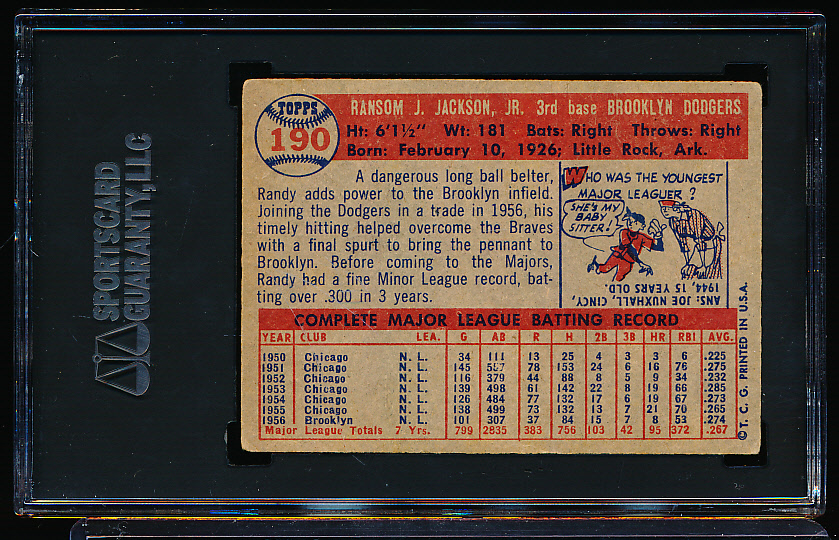 SPORTSCARD
GUARANTY,LLC
TOPPS
190
RANSOM J. JACKSON, JR. 3rd base BROOKLYN DODGERS
Ht: 6'1½" Wt: 181 Bats: Right Throws: Right
Born: February 10, 1926; Little Rock, Ark.
A dangerous long ball belter,
Randy adds power to the Brooklyn infield.
Joining the Dodgers in a trade in 1956, his
timely hitting helped overcome the Braves
with a final spurt to bring the pennant to
Brooklyn. Before coming to the Majors,
Randy had a fine Minor League record, bat-
ting over .300 in 3 years.
WHO WAS THE YOUNGEST
MAJOR LEAGUER ?
SHE'S MY
BABY
SITTER!
ANS: JOE NUXHALL, CINCY,
1944, 15 YEARS OLD.
COMPLETE MAJOR LEAGUE BATTING RECORD
YEAR CLUB LEA. G AB R H 2B 3B HR RBI AVG.
1950 Chicago N. L. 34 111 13 25 4 3 3 6 .225
1951 Chicago N. L. 145 557 78 153 24 6 16 76 .275
1952 Chicago N. L. 116 379 44 88 8 5 9 34 .232
1953 Chicago N. L. 139 498 61 142 22 8 19 66 .285
1954 Chicago N. L. 126 484 77 132 17 6 19 67 .273
1955 Chicago N. L. 138 499 73 132 13 7 21 70 .265
1956 Brooklyn N. L. 101 307 37 84 15 7 8 53 .274
Major League Totals 7 Yrs. 799 2835 383 756 103 42 95 372 .267
© T. C. G. PRINTED IN U.S.A.